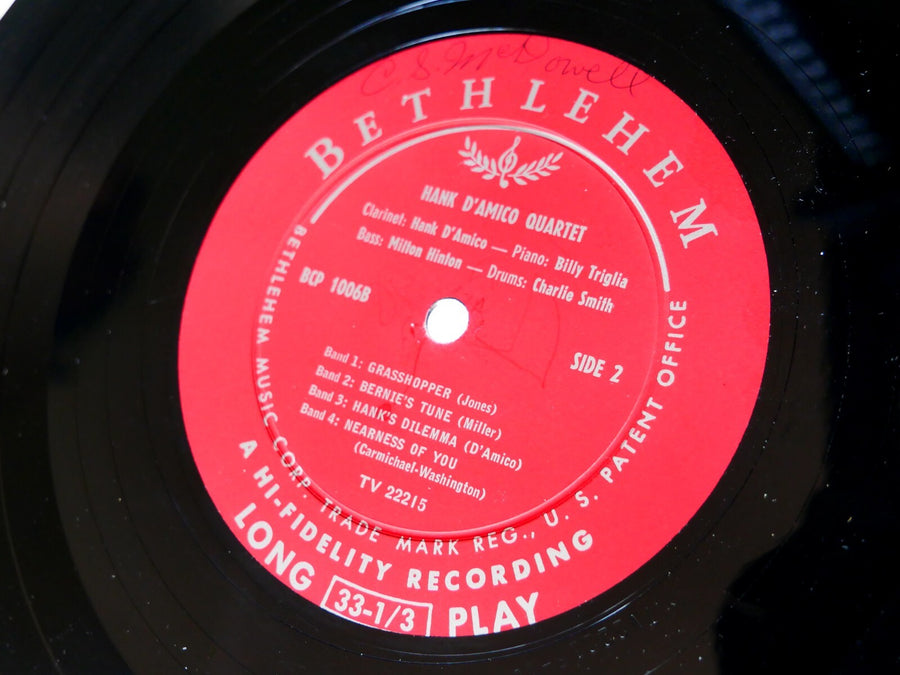 C.S. McDowell
BETHLEHEM
HANK D'AMICO QUARTET
Clarinet: Hank D'Amico — Piano: Billy Triglia
Bass: Milton Hinton — Drums: Charlie Smith
BCP 1006B
SIDE 2
Band 1: GRASSHOPPER (Jones)
Band 2: BERNIE'S TUNE (Miller)
Band 3: HANK'S DILEMMA (D'Amico)
Band 4: NEARNESS OF YOU
(Carmichael-Washington)
TV 22215
BETHLEHEM MUSIC CORP. TRADE MARK REG., U. S. PATENT OFFICE
A HI-FIDELITY RECORDING
LONG 33-1/3 PLAY